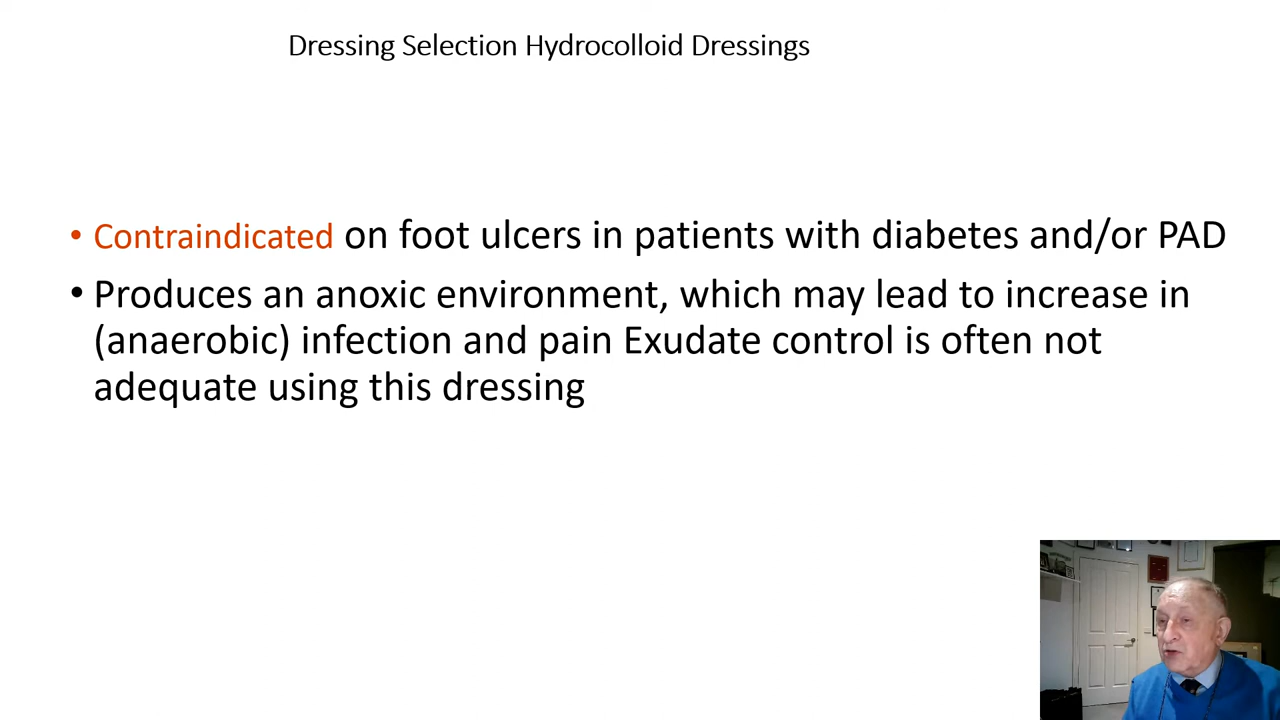 Dressing Selection Hydrocolloid Dressings
• Contraindicated on foot ulcers in patients with diabetes and/or PAD
• Produces an anoxic environment, which may lead to increase in
(anaerobic) infection and pain Exudate control is often not
adequate using this dressing